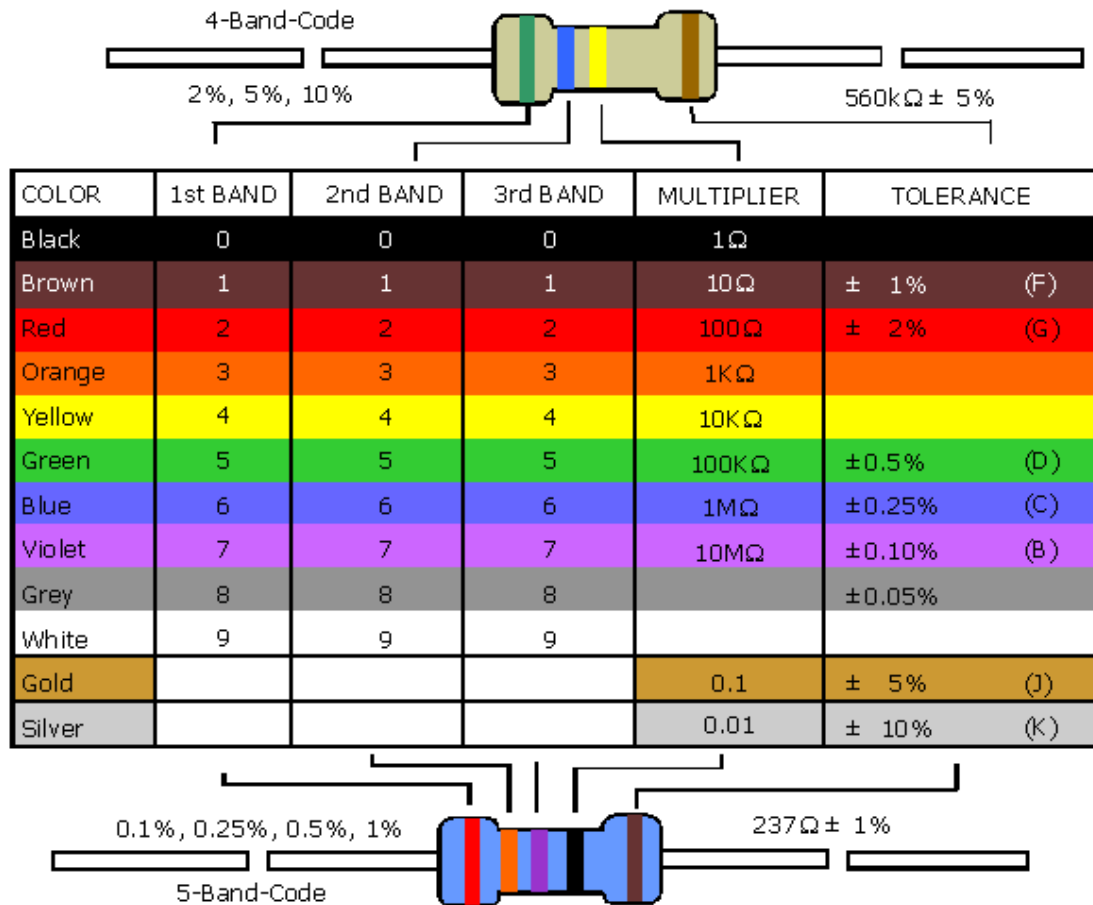 4-Band-Code
2%, 5%, 10%
560kΩ ± 5%
COLOR 1st BAND 2nd BAND 3rd BAND MULTIPLIER TOLERANCE
Black 0 0 0 1Ω
Brown 1 1 1 10Ω ± 1% (F)
Red 2 2 2 100Ω ± 2% (G)
Orange 3 3 3 1KΩ
Yellow 4 4 4 10KΩ
Green 5 5 5 100KΩ ±0.5% (D)
Blue 6 6 6 1MΩ ±0.25% (C)
Violet 7 7 7 10MΩ ±0.10% (B)
Grey 8 8 8 ±0.05%
White 9 9 9
Gold 0.1 ± 5% (J)
Silver 0.01 ± 10% (K)
0.1%, 0.25%, 0.5%, 1%
237Ω ± 1%
5-Band-Code